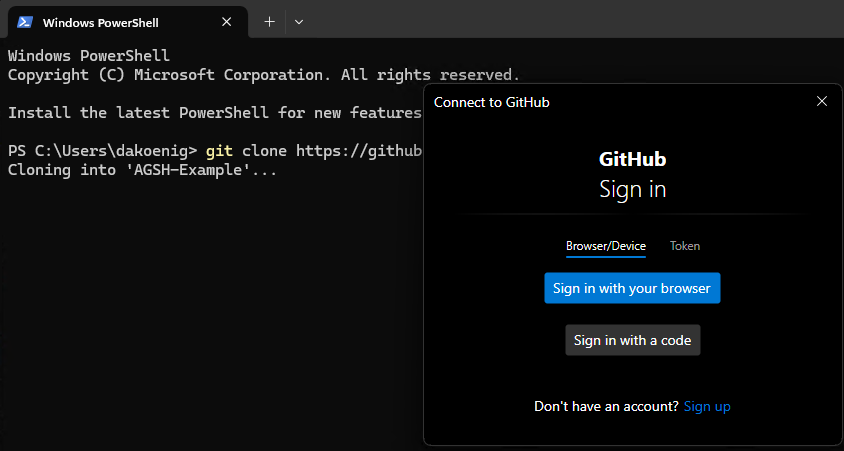 Windows PowerShell
Windows PowerShell
Copyright (C) Microsoft Corporation. All rights reserved.
Install the latest PowerShell for new features
PS C:\Users\dakoenig> git clone https://github
Cloning into 'AGSH-Example'...
Connect to GitHub
GitHub
Sign in
Browser/Device Token
Sign in with your browser
Sign in with a code
Don't have an account? Sign up